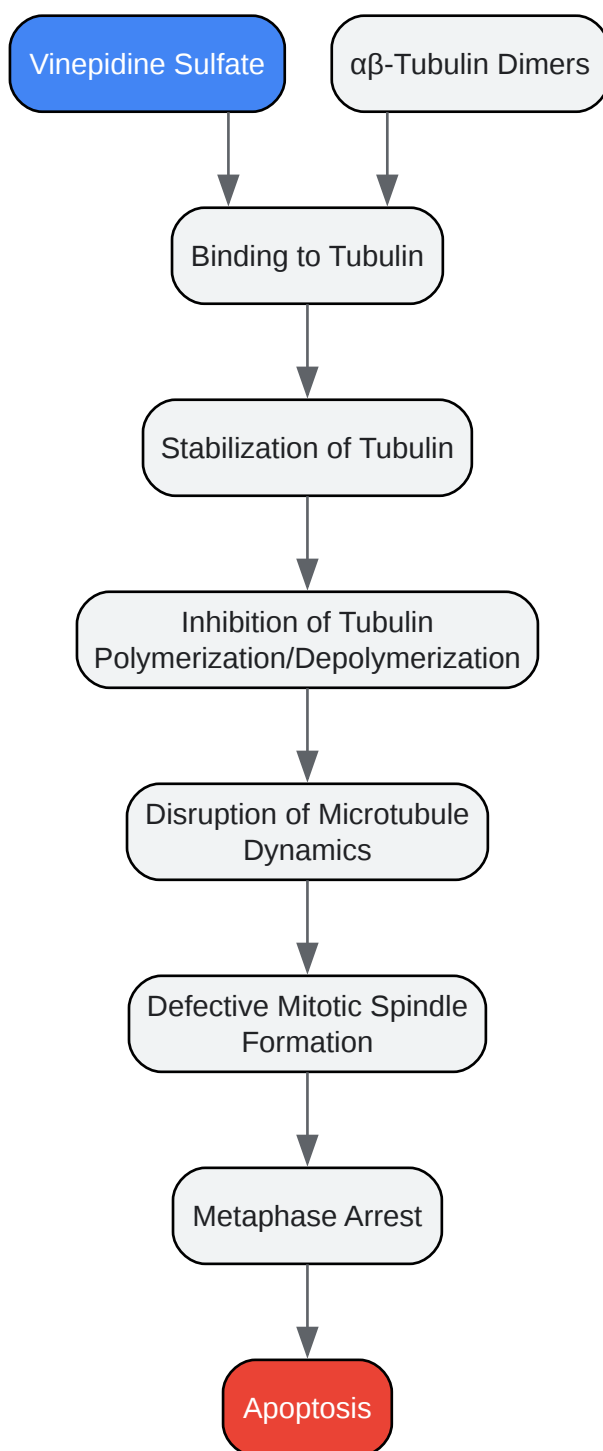 Vinepidine Sulfate
αβ-Tubulin Dimers
Binding to Tubulin
Stabilization of Tubulin
Inhibition of Tubulin
Polymerization/Depolymerization
Disruption of Microtubule
Dynamics
Defective Mitotic Spindle
Formation
Metaphase Arrest
Apoptosis